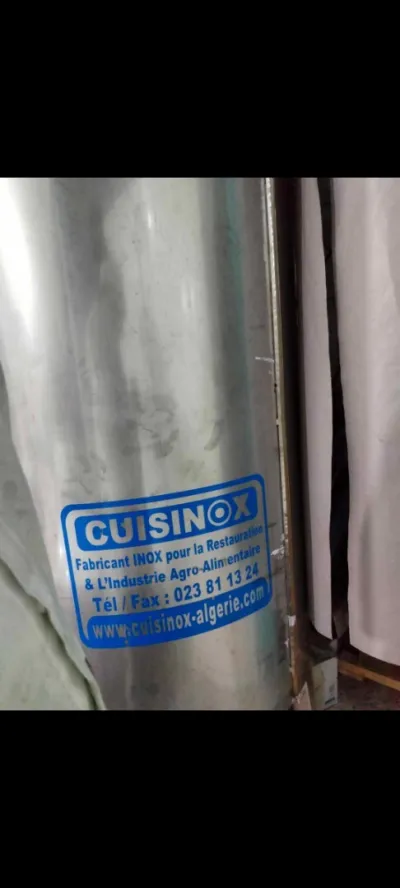 CUISINOX
Fabricant INOX pour la Restauration
& L'Industrie Agro-Alimentaire
Tél / Fax : 023 81 13 24
www.cuisinox-algerie.com